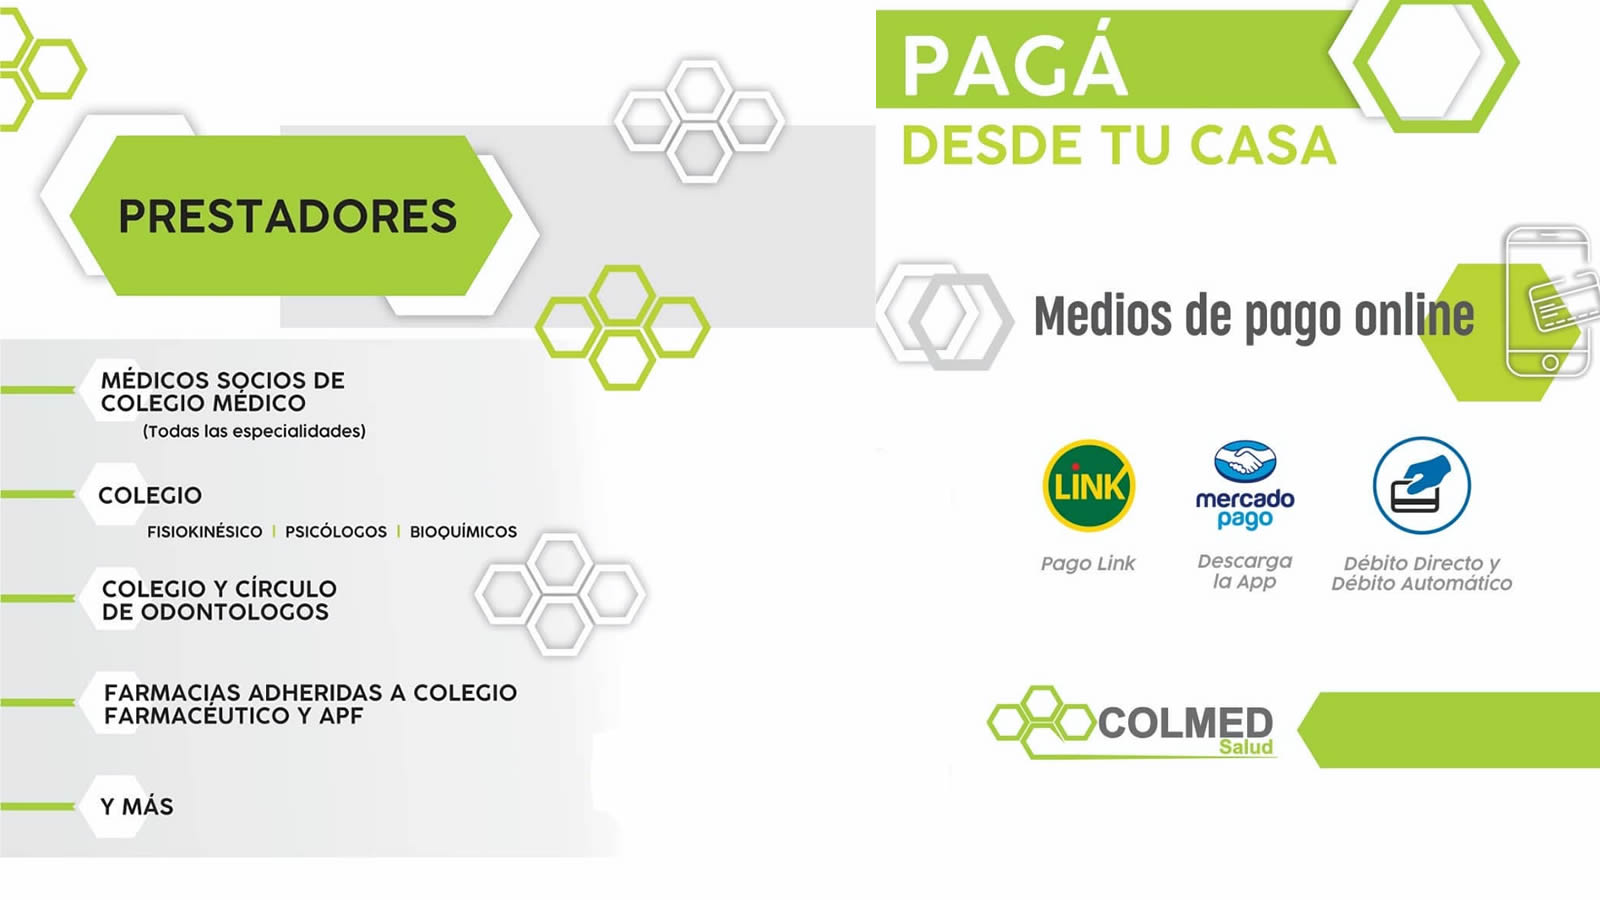 PRESTADORES
MÉDICOS SOCIOS DE
COLEGIO MÉDICO
(Todas las especialidades)
COLEGIO
FISIOKINÉSICO | PSICÓLOGOS | BIOQUÍMICOS
COLEGIO Y CÍRCULO
DE ODONTOLOGOS
FARMACIAS ADHERIDAS A COLEGIO
FARMACÉUTICO Y APF
Y MÁS
PAGÁ
DESDE TU CASA
Medios de pago online
LINK
mercado
pago
Pago Link
Descarga
la App
Débito Directo y
Débito Automático
COLMED
Salud